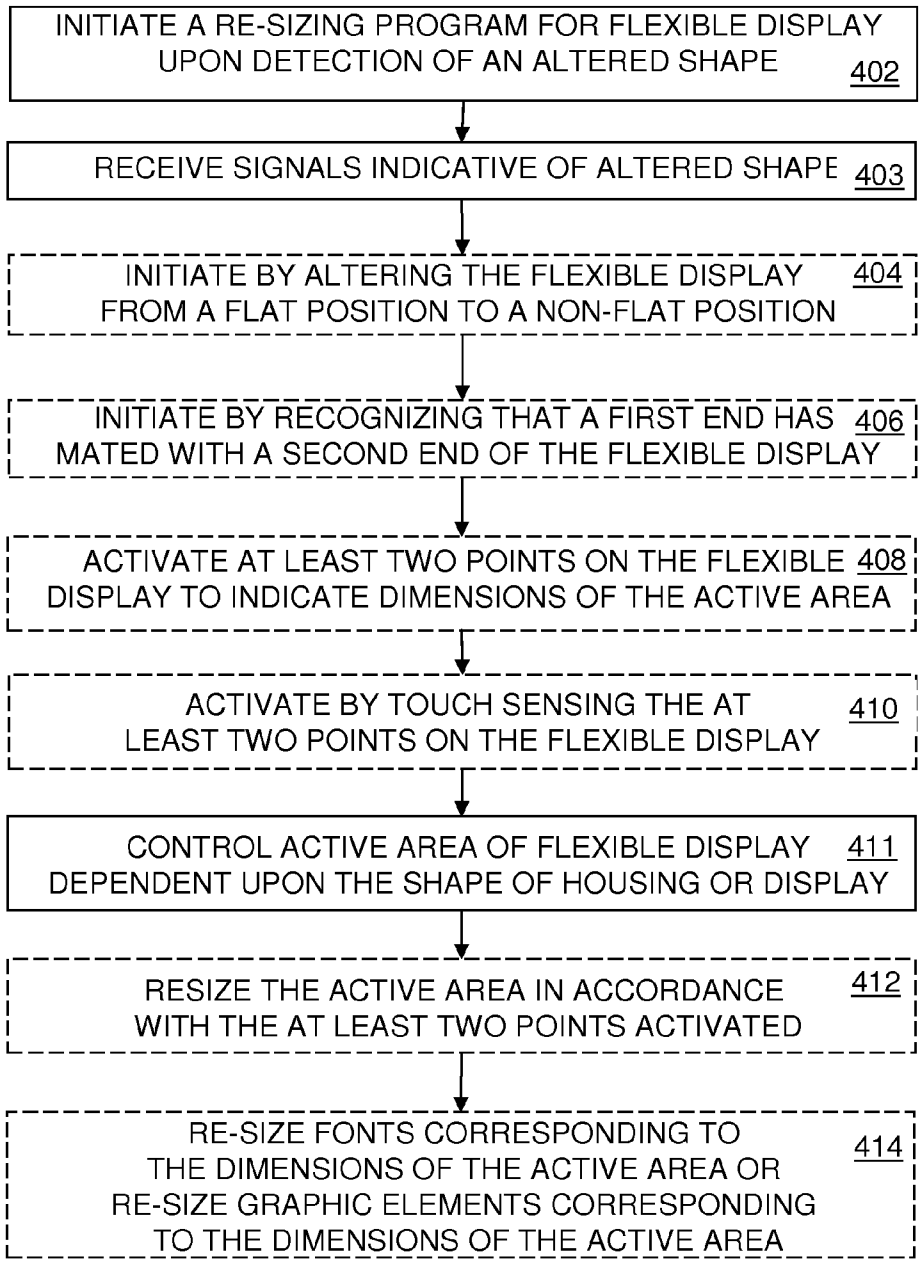 INITIATE A RE-SIZING PROGRAM FOR FLEXIBLE DISPLAY
UPON DETECTION OF AN ALTERED SHAPE
402
RECEIVE SIGNALS INDICATIVE OF ALTERED SHAPE
403
INITIATE BY ALTERING THE FLEXIBLE DISPLAY
404
FROM A FLAT POSITION TO A NON-FLAT POSITION
INITIATE BY RECOGNIZING THAT A FIRST END HAS
406
MATED WITH A SECOND END OF THE FLEXIBLE DISPLAY
ACTIVATE AT LEAST TWO POINTS ON THE FLEXIBLE
408
DISPLAY TO INDICATE DIMENSIONS OF THE ACTIVE AREA
ACTIVATE BY TOUCH SENSING THE AT
410
LEAST TWO POINTS ON THE FLEXIBLE DISPLAY
CONTROL ACTIVE AREA OF FLEXIBLE DISPLAY
411
DEPENDENT UPON THE SHAPE OF HOUSING OR DISPLAY
RESIZE THE ACTIVE AREA IN ACCORDANCE
412
WITH THE AT LEAST TWO POINTS ACTIVATED
RE-SIZE FONTS CORRESPONDING TO
THE DIMENSIONS OF THE ACTIVE AREA OR
414
RE-SIZE GRAPHIC ELEMENTS CORRESPONDING
TO THE DIMENSIONS OF THE ACTIVE AREA